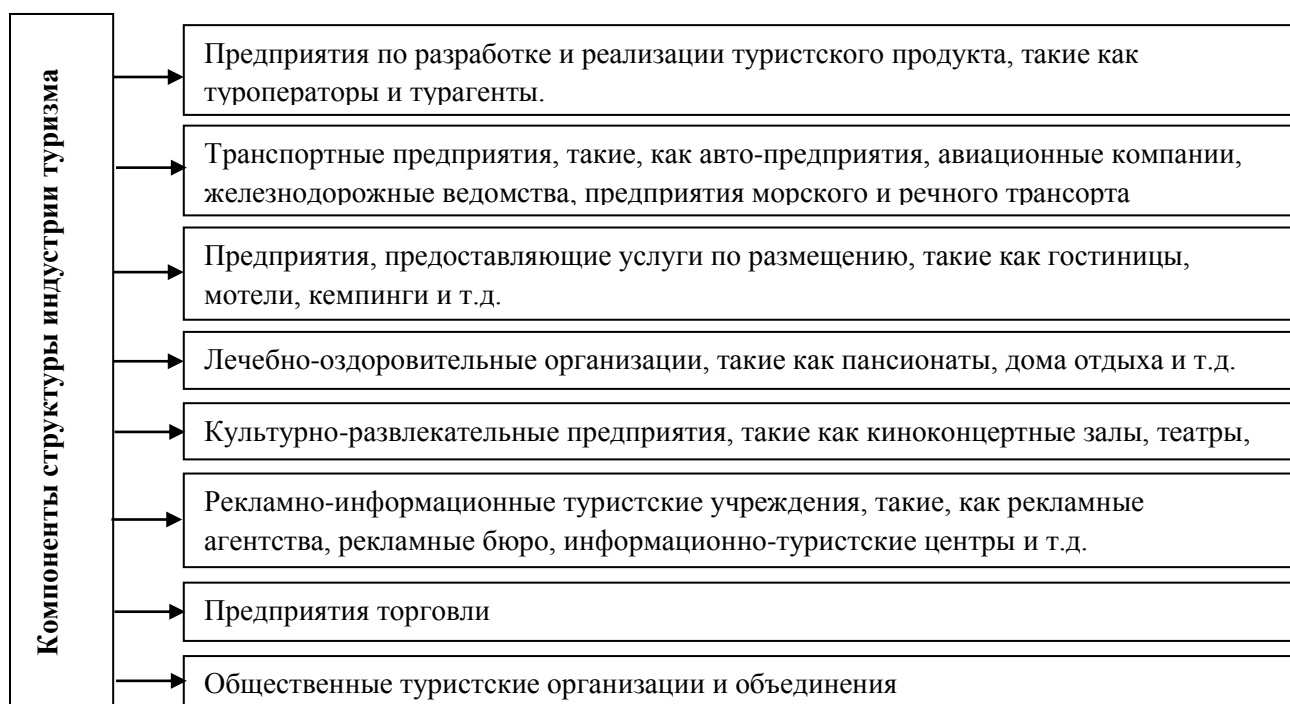 Компоненты структуры индустрии туризма
Предприятия по разработке и реализации туристского продукта, такие как
туроператоры и турагенты.
Транспортные предприятия, такие, как авто-предприятия, авиационные компании,
железнодорожные ведомства, предприятия морского и речного трансорта
Предприятия, предоставляющие услуги по размещению, такие как гостиницы,
мотели, кемпинги и т.д.
Лечебно-оздоровительные организации, такие как пансионаты, дома отдыха и т.д.
Культурно-развлекательные предприятия, такие как киноконцертные залы, театры,
Рекламно-информационные туристские учреждения, такие, как рекламные
агентства, рекламные бюро, информационно-туристские центры и т.д.
Предприятия торговли
Общественные туристские организации и объединения